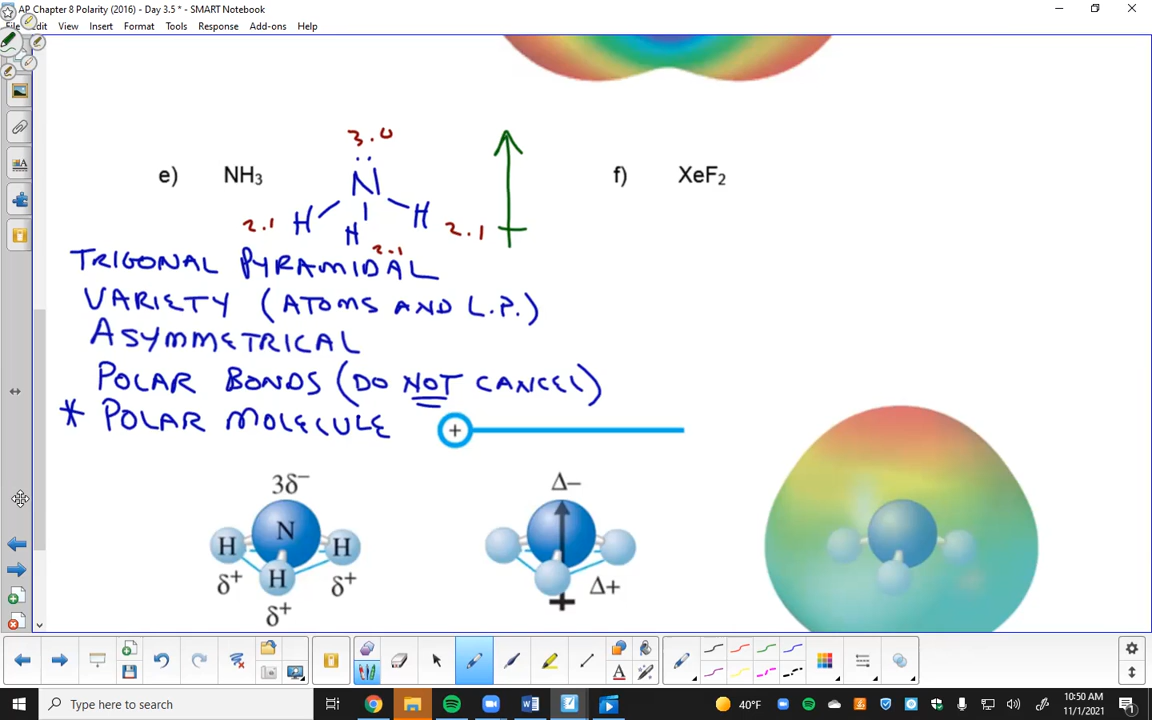 AP Chapter 8 Polarity (2016) - Day 3.5 * - SMART Notebook
Edit View Insert Format Tools Response Add-ons Help
3.0
e) NH3 N f) XeF2
2.1 H H H 2.1
2.1
TRIGONAL PYRAMIDAL
VARIETY (ATOMS AND L.P.)
ASYMMETRICAL
POLAR BONDS (DO NOT CANCEL)
* POLAR MOLECULE +
3δ− Δ−
N
H H
H
δ+ δ+ Δ+
δ+
A
Type here to search 40°F 10:50 AM
11/1/2021 1